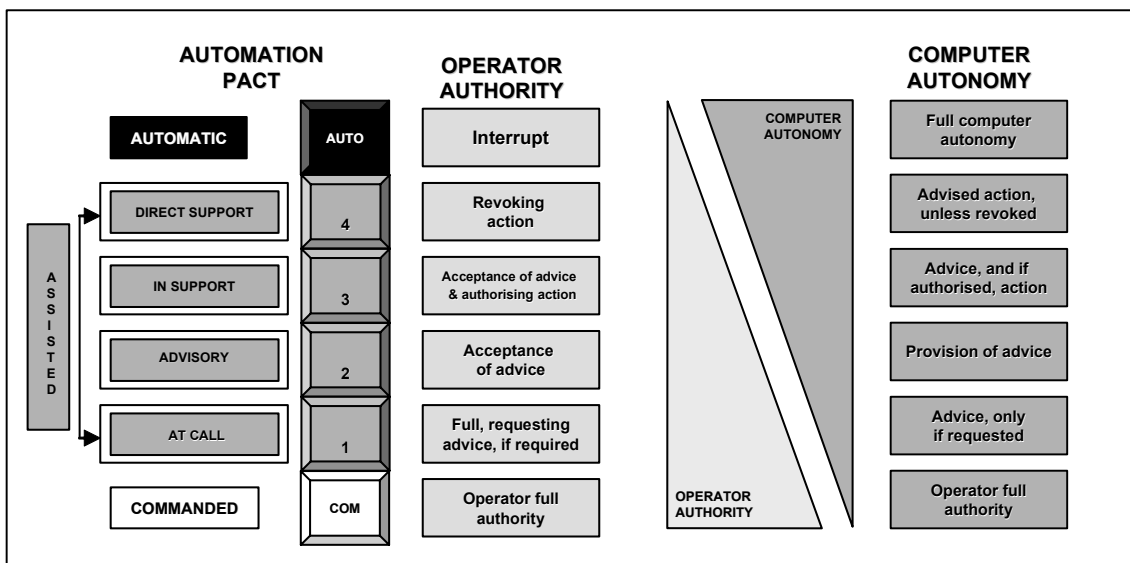 AUTOMATION
PACT
OPERATOR
AUTHORITY
COMPUTER
AUTONOMY
AUTOMATIC
AUTO
Interrupt
COMPUTER
AUTONOMY
Full computer
autonomy
ASSISTED
DIRECT SUPPORT
4
Revoking
action
Advised action,
unless revoked
IN SUPPORT
3
Acceptance of advice
& authorising action
Advice, and if
authorised, action
ADVISORY
2
Acceptance
of advice
Provision of advice
AT CALL
1
Full, requesting
advice, if required
Advice, only
if requested
COMMANDED
COM
Operator full
authority
OPERATOR
AUTHORITY
Operator full
authority